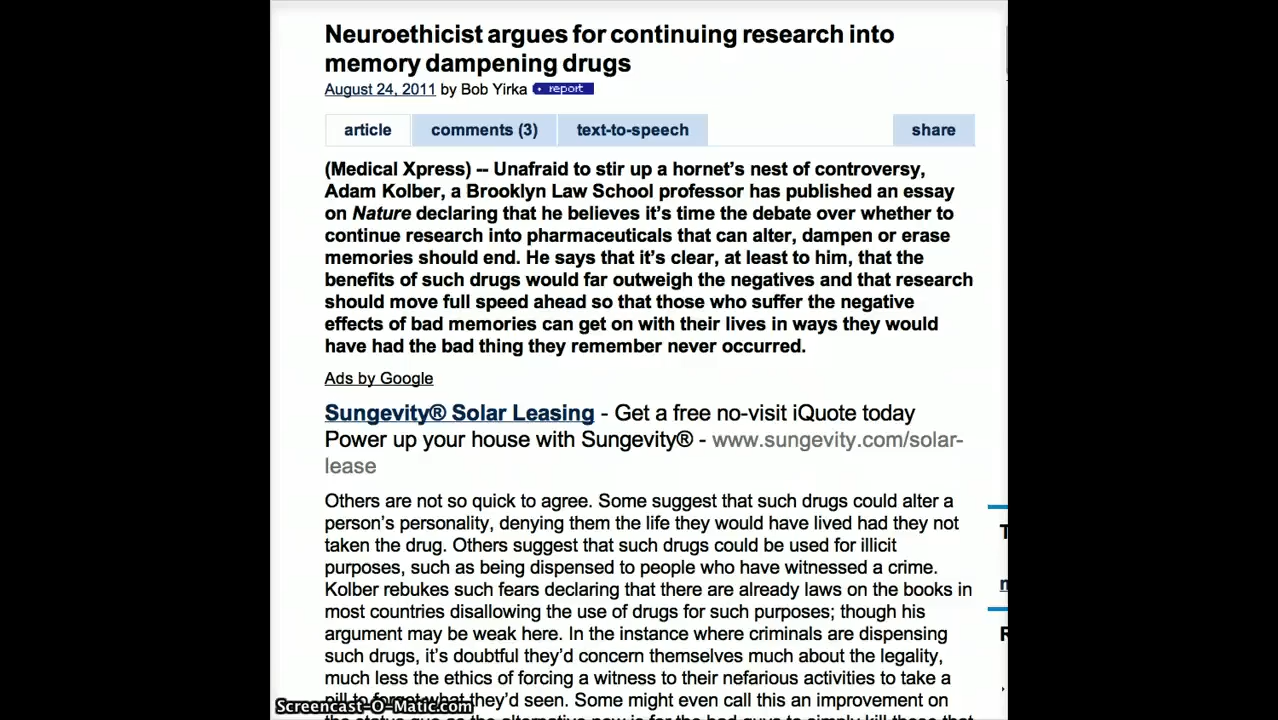 Neuroethicist argues for continuing research into
memory dampening drugs
August 24, 2011 by Bob Yirka report
article comments (3) text-to-speech share
(Medical Xpress) -- Unafraid to stir up a hornet’s nest of controversy,
Adam Kolber, a Brooklyn Law School professor has published an essay
on Nature declaring that he believes it’s time the debate over whether to
continue research into pharmaceuticals that can alter, dampen or erase
memories should end. He says that it’s clear, at least to him, that the
benefits of such drugs would far outweigh the negatives and that research
should move full speed ahead so that those who suffer the negative
effects of bad memories can get on with their lives in ways they would
have had the bad thing they remember never occurred.
Ads by Google
Sungevity® Solar Leasing - Get a free no-visit iQuote today
Power up your house with Sungevity® - www.sungevity.com/solar-
lease
Others are not so quick to agree. Some suggest that such drugs could alter a
person’s personality, denying them the life they would have lived had they not
taken the drug. Others suggest that such drugs could be used for illicit
purposes, such as being dispensed to people who have witnessed a crime.
Kolber rebukes such fears declaring that there are already laws on the books in
most countries disallowing the use of drugs for such purposes; though his
argument may be weak here. In the instance where criminals are dispensing
such drugs, it’s doubtful they’d concern themselves much about the legality,
much less the ethics of forcing a witness to their nefarious activities to take a
pill to forget what they’d seen. Some might even call this an improvement on
Screencast-O-Matic.com